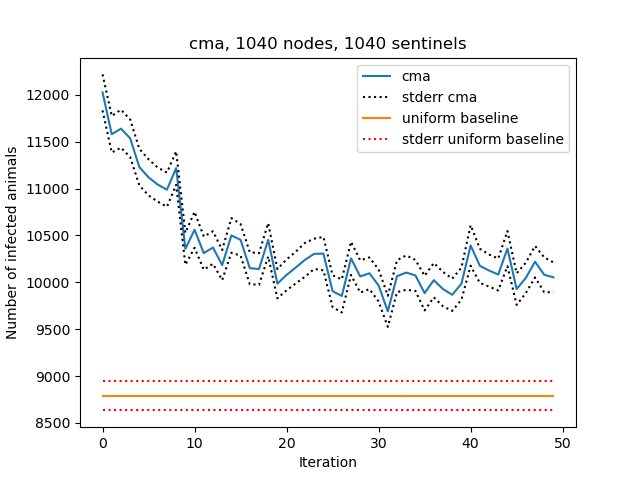 cma, 1040 nodes, 1040 sentinels
cma
stderr cma
uniform baseline
stderr uniform baseline
Number of infected animals
12000
11500
11000
10500
10000
9500
9000
8500
0 10 20 30 40 50
Iteration